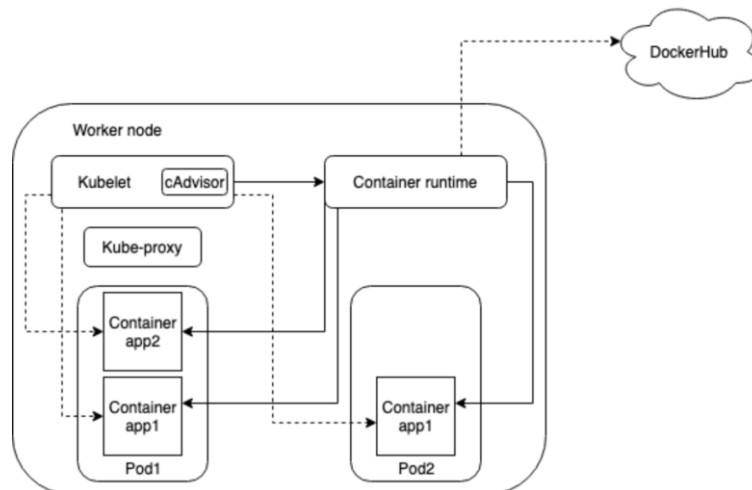 DockerHub
Worker node
Kubelet
cAdvisor
Container runtime
Kube-proxy
Container
app2
Container
app1
Pod1
Container
app1
Pod2